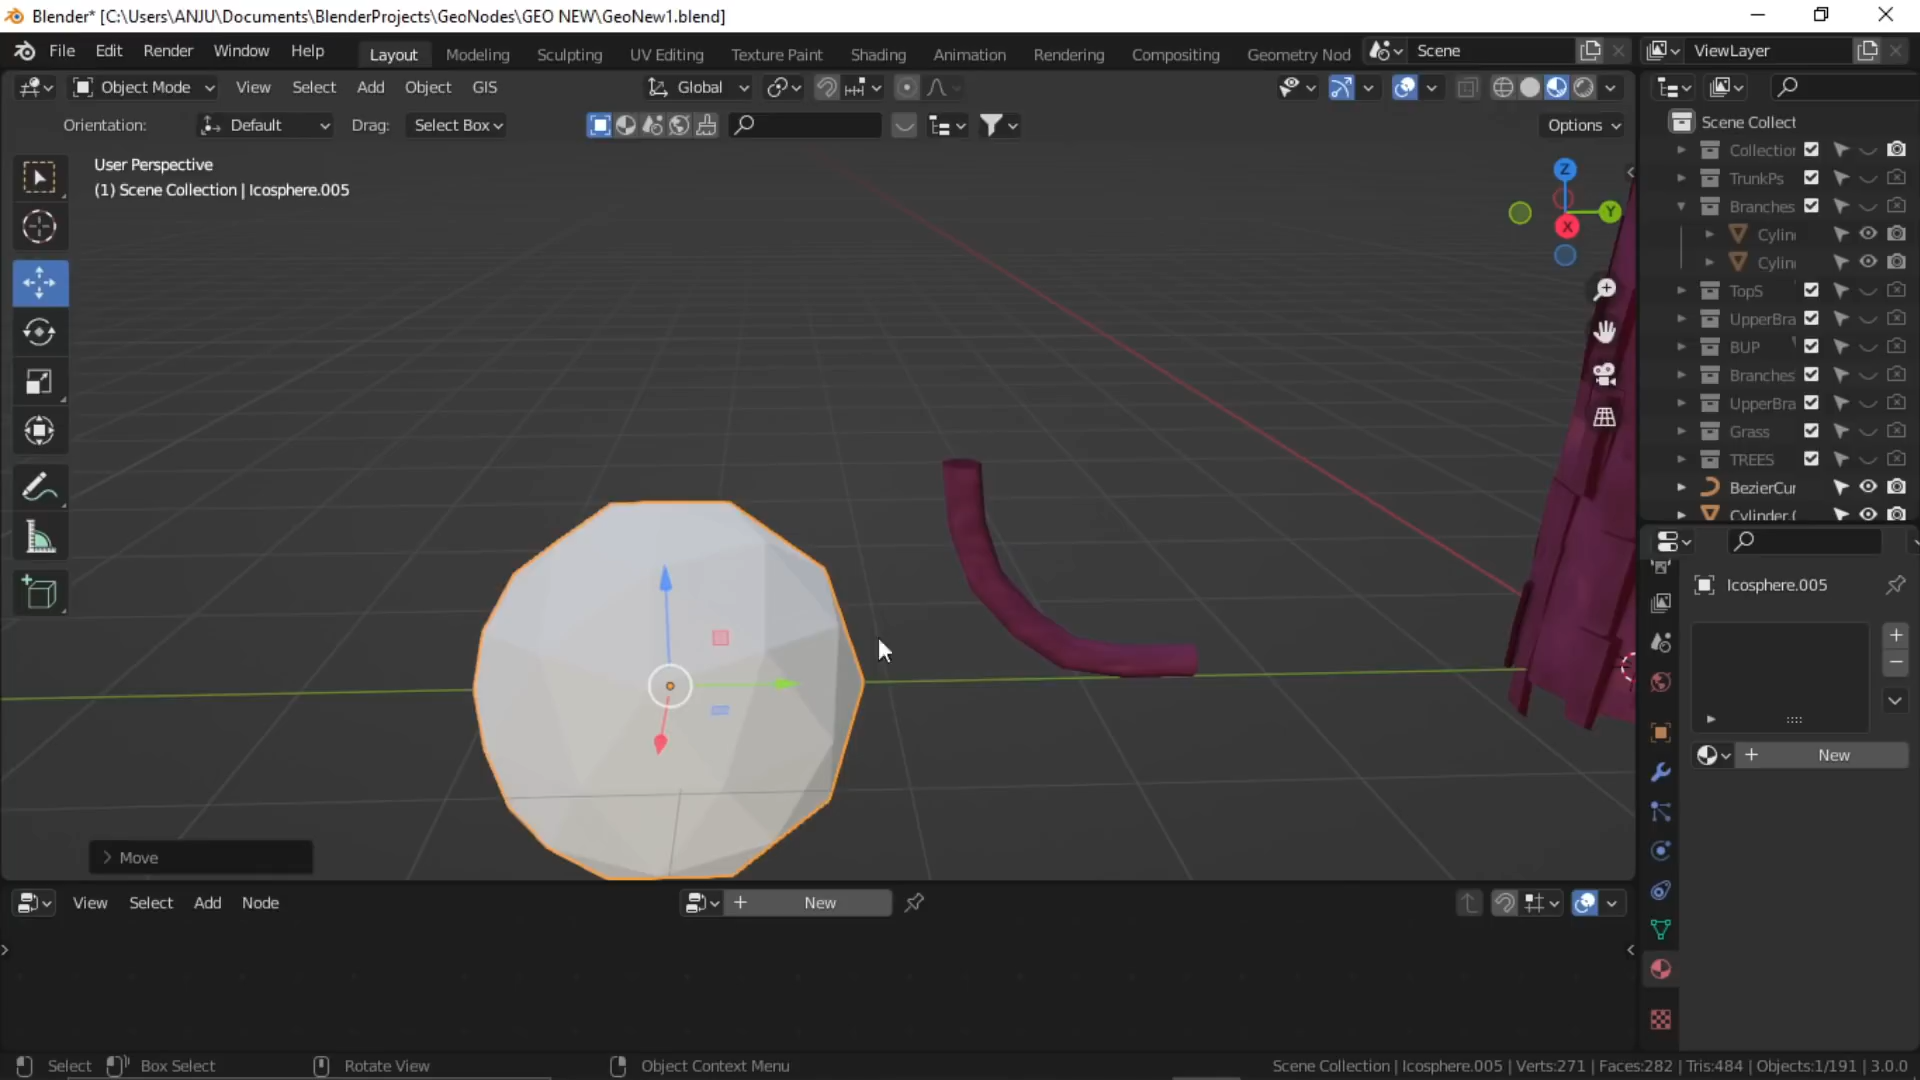 Blender* [C:\Users\ANJU\Documents\BlenderProjects\GeoNodes\GEO NEW\GeoNew1.blend]
File Edit Render Window Help Layout Modeling Sculpting UV Editing Texture Paint Shading Animation Rendering Compositing Geometry Nod Scene ViewLayer
Object Mode View Select Add Object GIS Global
Orientation: Default Drag: Select Box Options
User Perspective
(1) Scene Collection | Icosphere.005
Z
Y
X
Scene Collect
Collection
TrunkPs
Branches
Cylin
Cylin
TopS
UpperBra
BUP
Branches
UpperBra
Grass
TREES
BezierCur
Cylinder.(
Icosphere.005
+ New
Move
View Select Add Node + New
Select Box Select Rotate View Object Context Menu Scene Collection | Icosphere.005 | Verts:271 | Faces:282 | Tris:484 | Objects:1/191 | 3.0.0